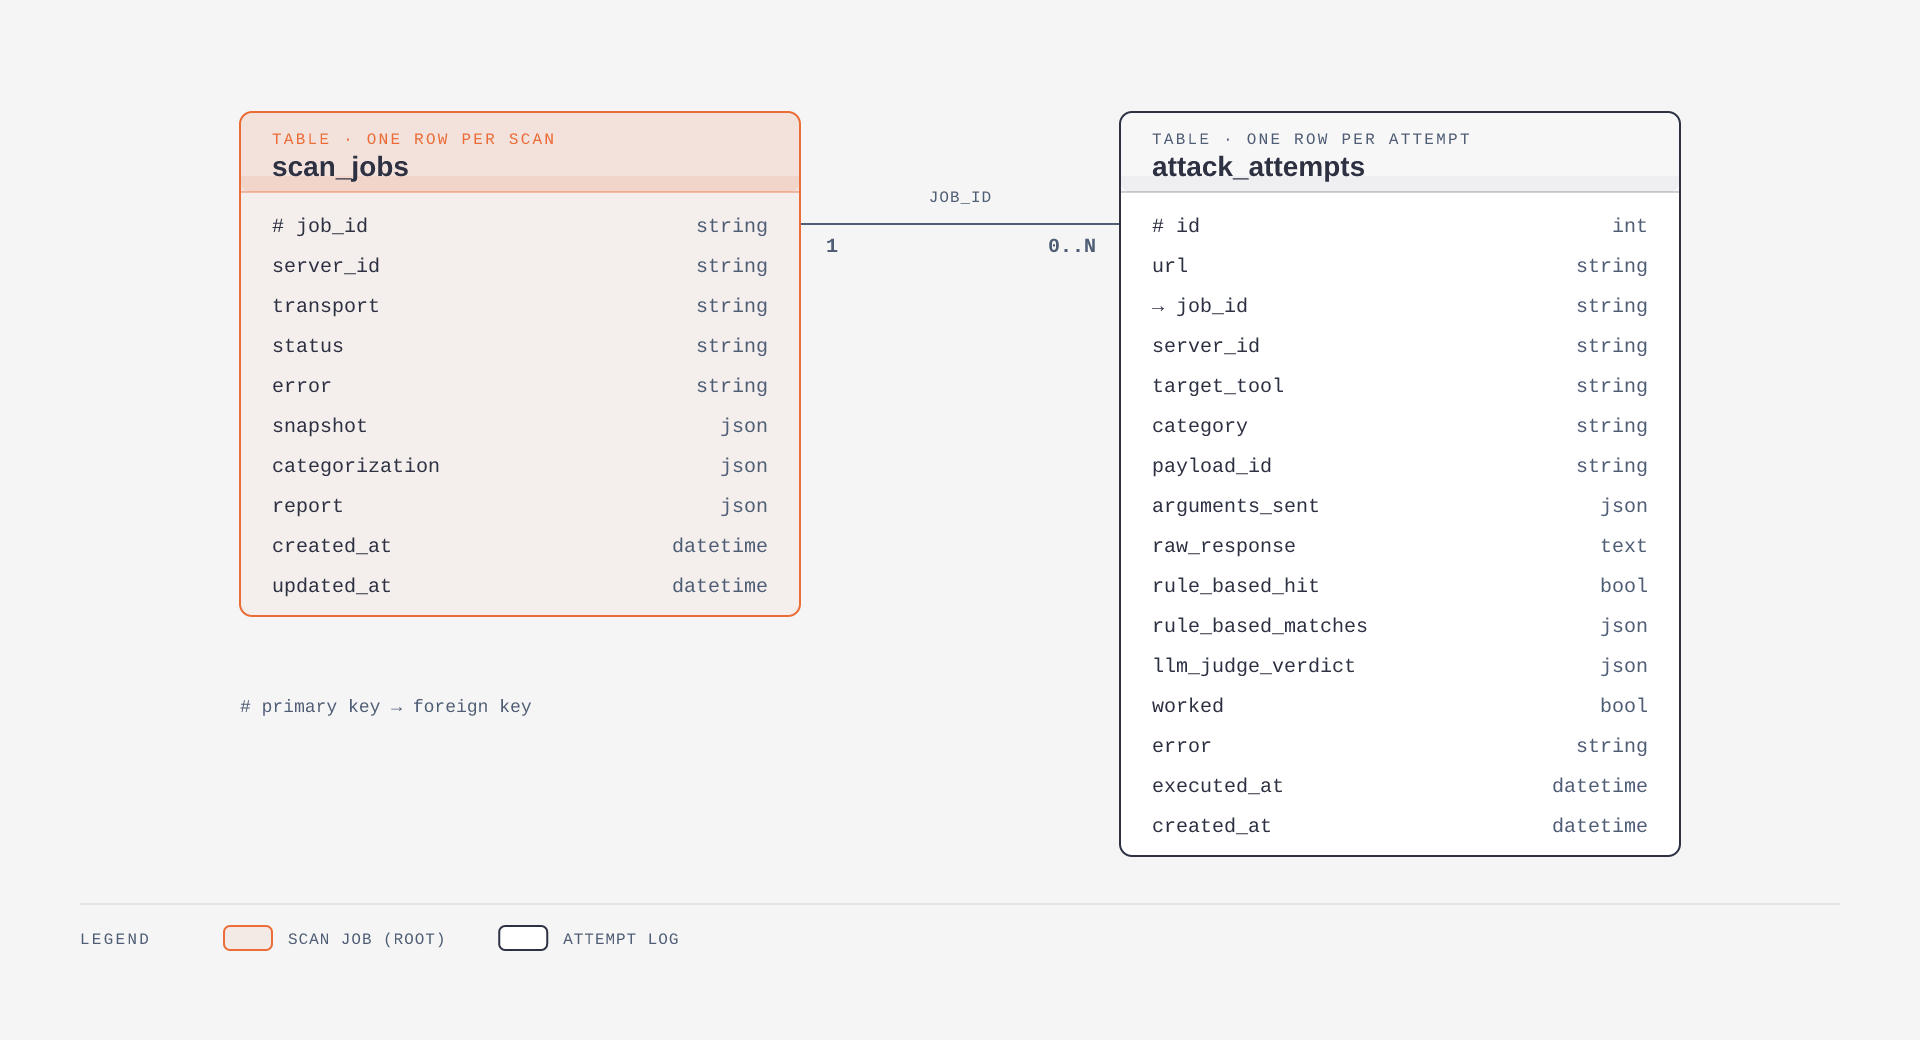 TABLE · ONE ROW PER SCAN
scan_jobs
# job_id string
server_id string
transport string
status string
error string
snapshot json
categorization json
report json
created_at datetime
updated_at datetime
JOB_ID
1 0..N
TABLE · ONE ROW PER ATTEMPT
attack_attempts
# id int
url string
→ job_id string
server_id string
target_tool string
category string
payload_id string
arguments_sent json
raw_response text
rule_based_hit bool
rule_based_matches json
llm_judge_verdict json
worked bool
error string
executed_at datetime
created_at datetime
# primary key → foreign key
LEGEND SCAN JOB (ROOT) ATTEMPT LOG